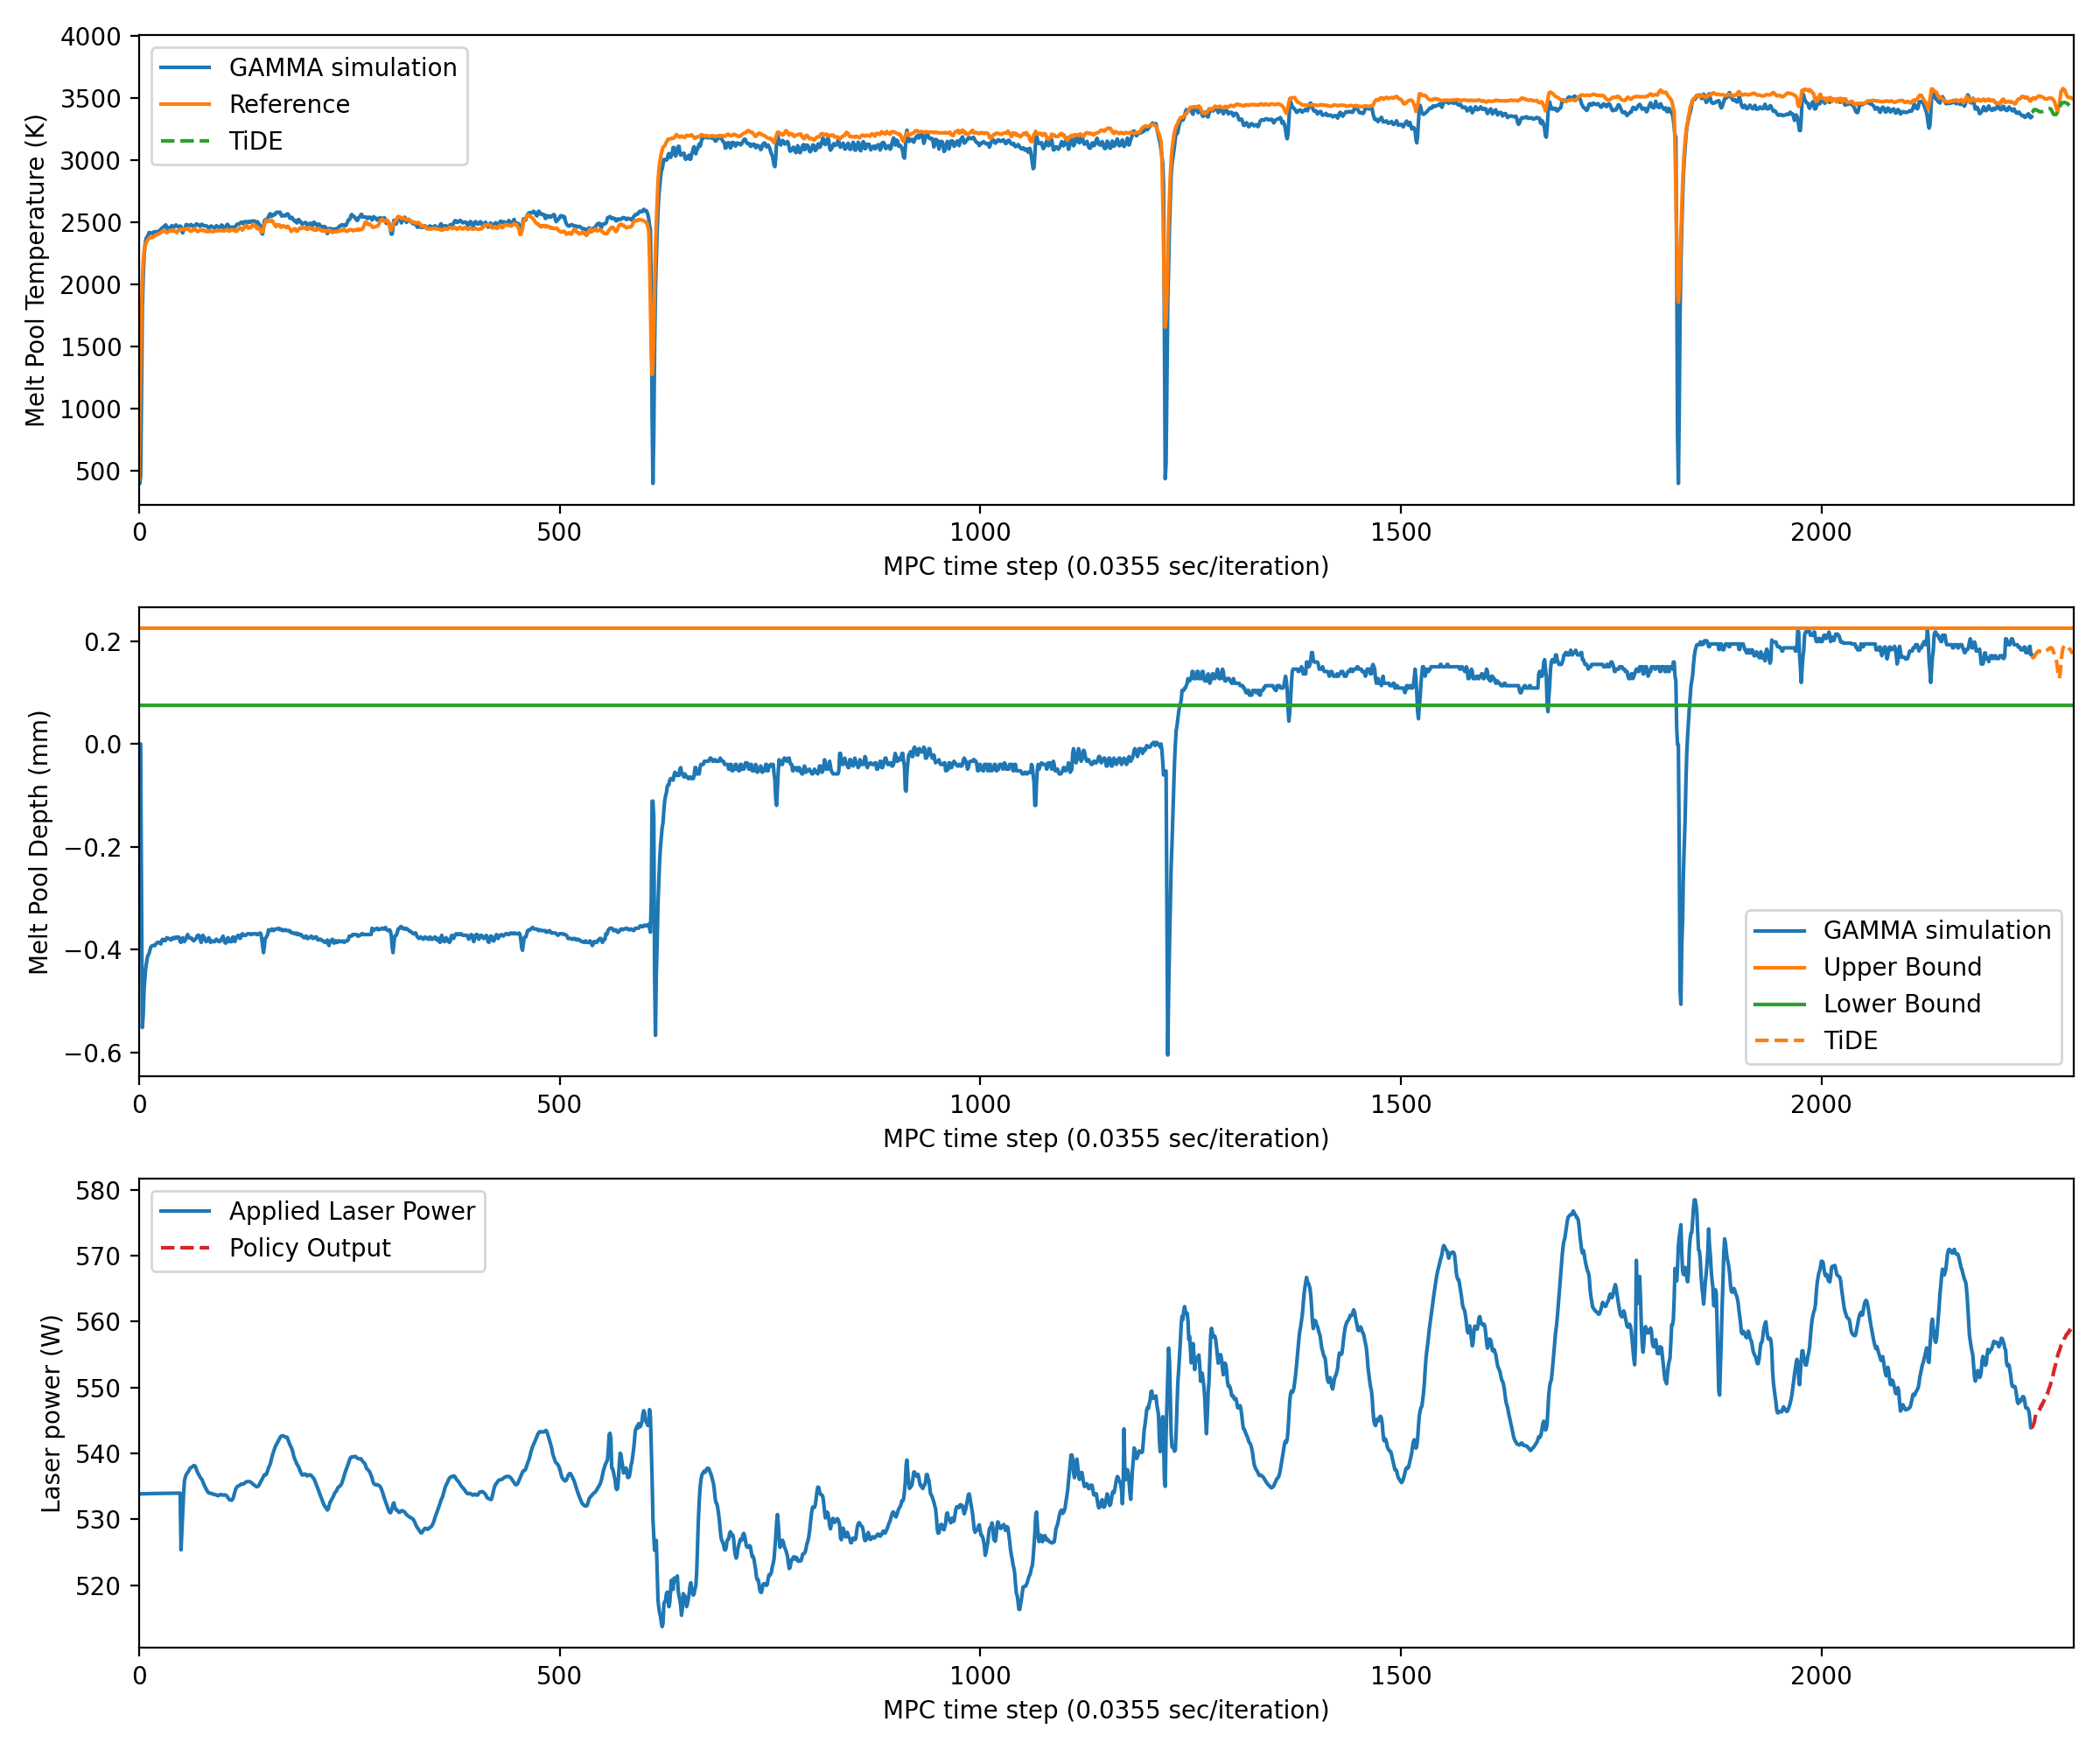 4000
3500
3000
2500
2000
1500
1000
500
Melt Pool Temperature (K)
GAMMA simulation
Reference
TiDE
0 500 1000 1500 2000
MPC time step (0.0355 sec/iteration)
0.2
0.0
−0.2
−0.4
−0.6
Melt Pool Depth (mm)
GAMMA simulation
Upper Bound
Lower Bound
TiDE
0 500 1000 1500 2000
MPC time step (0.0355 sec/iteration)
580
570
560
550
540
530
520
Laser power (W)
Applied Laser Power
Policy Output
0 500 1000 1500 2000
MPC time step (0.0355 sec/iteration)